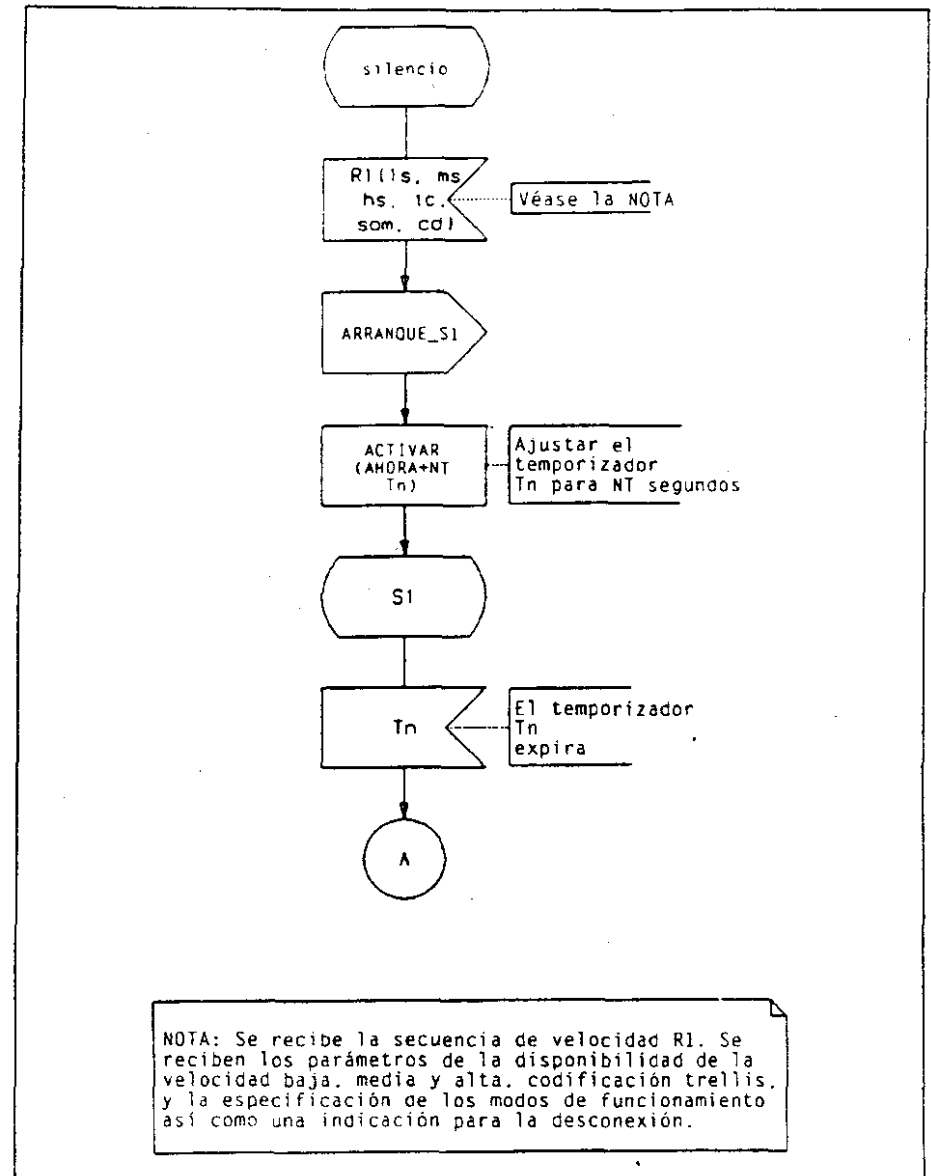 silencio
R1(ls, ms
hs, tc,
som, cd)
Véase la NOTA
ARRANQUE_S1
ACTIVAR
(AHORA+NT
Tn)
Ajustar el
temporizador
Tn para NT segundos
S1
Tn
El temporizador
Tn
expira
A
NOTA: Se recibe la secuencia de velocidad R1. Se
reciben los parámetros de la disponibilidad de la
velocidad baja, media y alta, codificación trellis,
y la especificación de los modos de funcionamiento
así como una indicación para la desconexión.